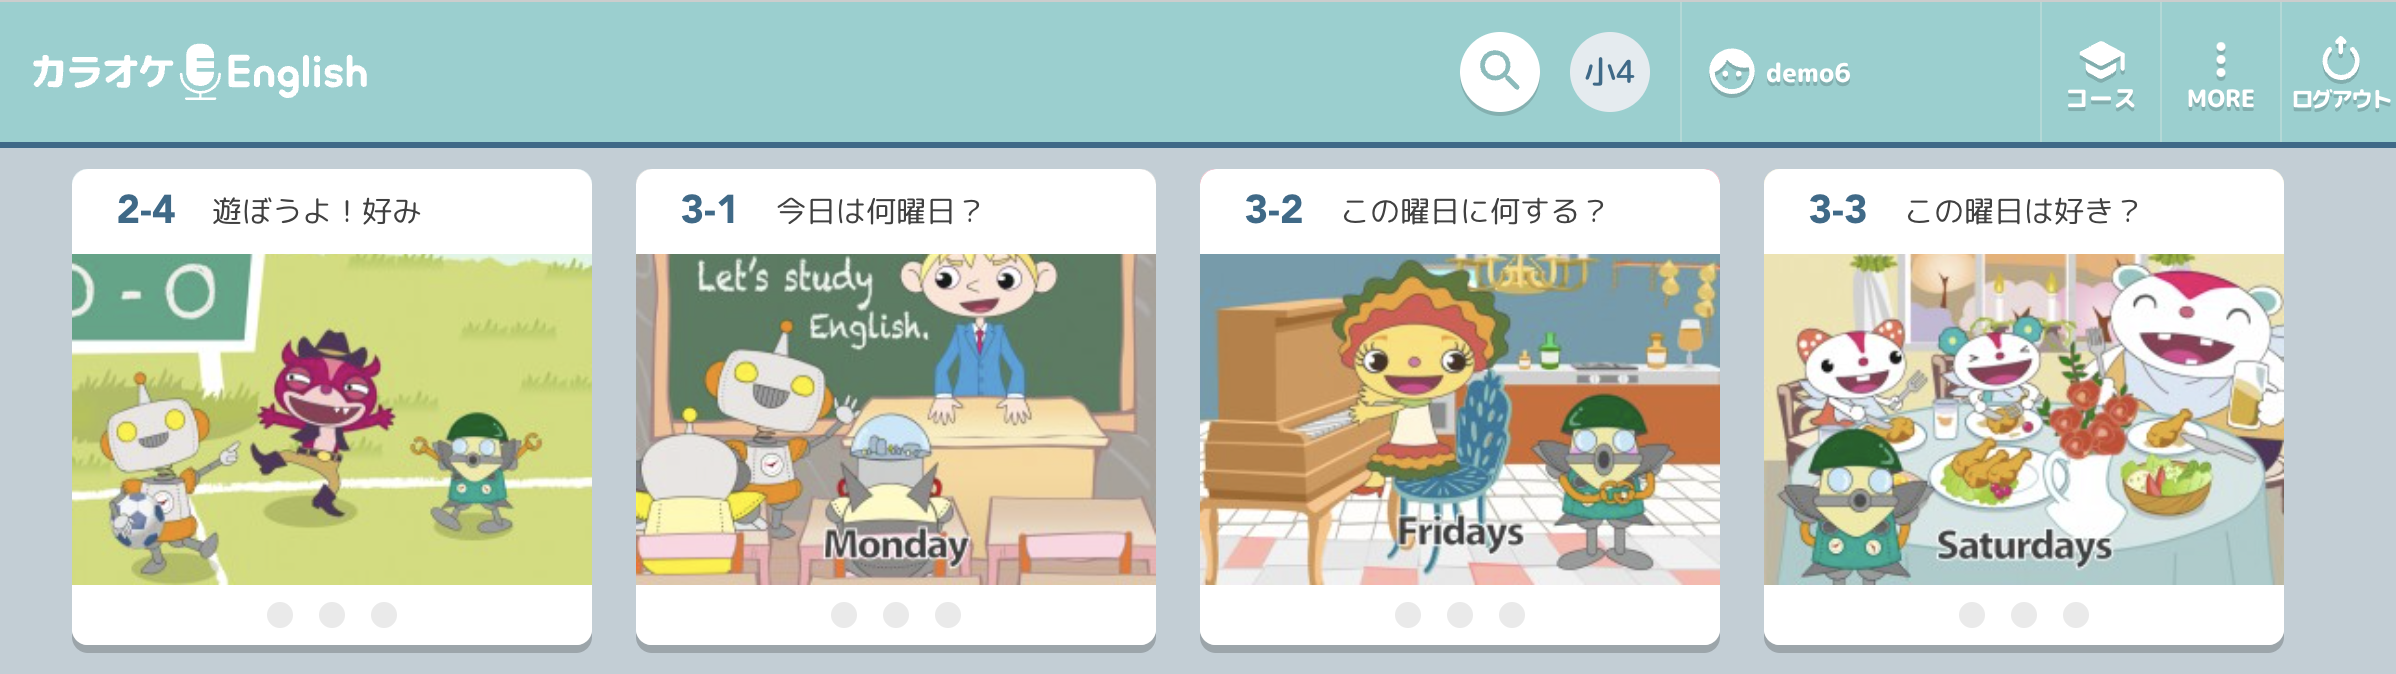 カラオケEnglish
小4
demo6
コース
MORE
ログアウト
2-4 遊ぼうよ！好み
3-1 今日は何曜日？
3-2 この曜日に何する？
3-3 この曜日は好き？
- O
Let's study
English.
Monday
Fridays
Saturdays